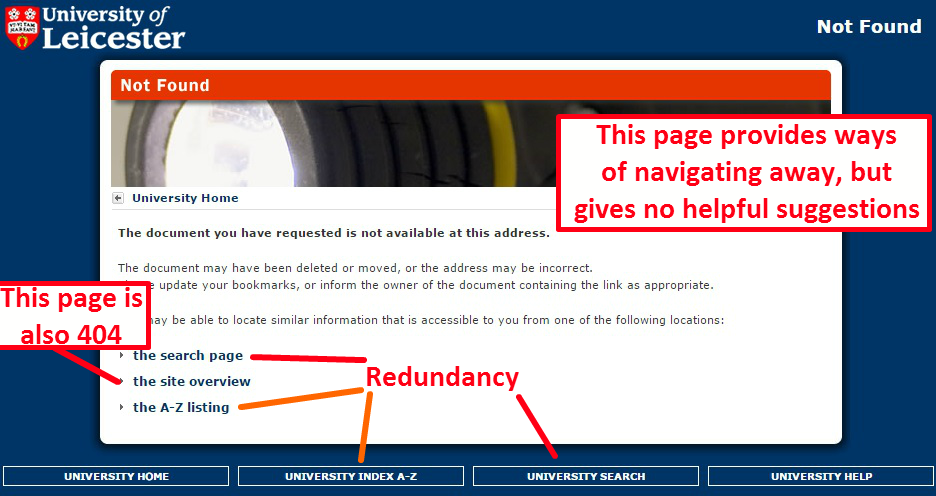 University of
Leicester
Not Found
Not Found
This page provides ways
of navigating away, but
gives no helpful suggestions
University Home
The document you have requested is not available at this address.
The document may have been deleted or moved, or the address may be incorrect.
update your bookmarks, or inform the owner of the document containing the link as appropriate.
This page is
also 404
may be able to locate similar information that is accessible to you from one of the following locations:
the search page
the site overview
the A-Z listing
Redundancy
UNIVERSITY HOME
UNIVERSITY INDEX A-Z
UNIVERSITY SEARCH
UNIVERSITY HELP